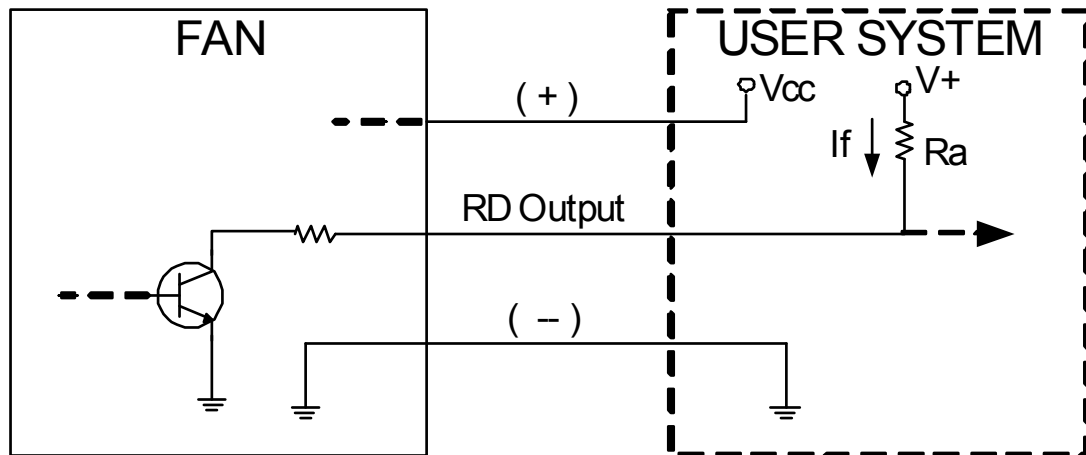 FAN
USER SYSTEM
( + )
Vcc
V+
If
Ra
RD Output
( -- )